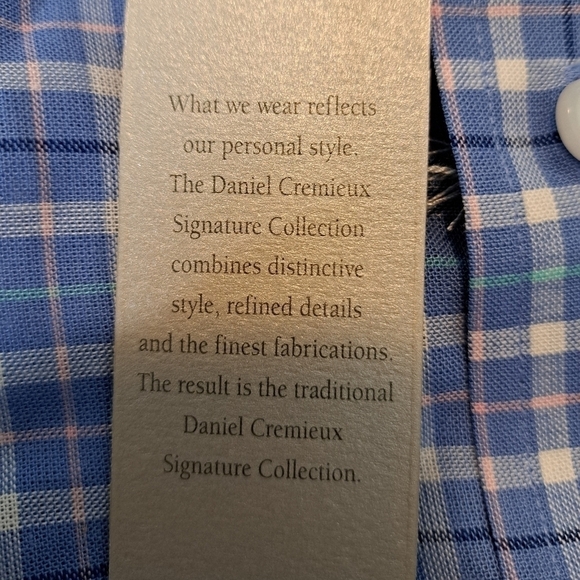 What we wear reflects
our personal style.
The Daniel Cremieux
Signature Collection
combines distinctive
style, refined details
and the finest fabrications.
The result is the traditional
Daniel Cremieux
Signature Collection.